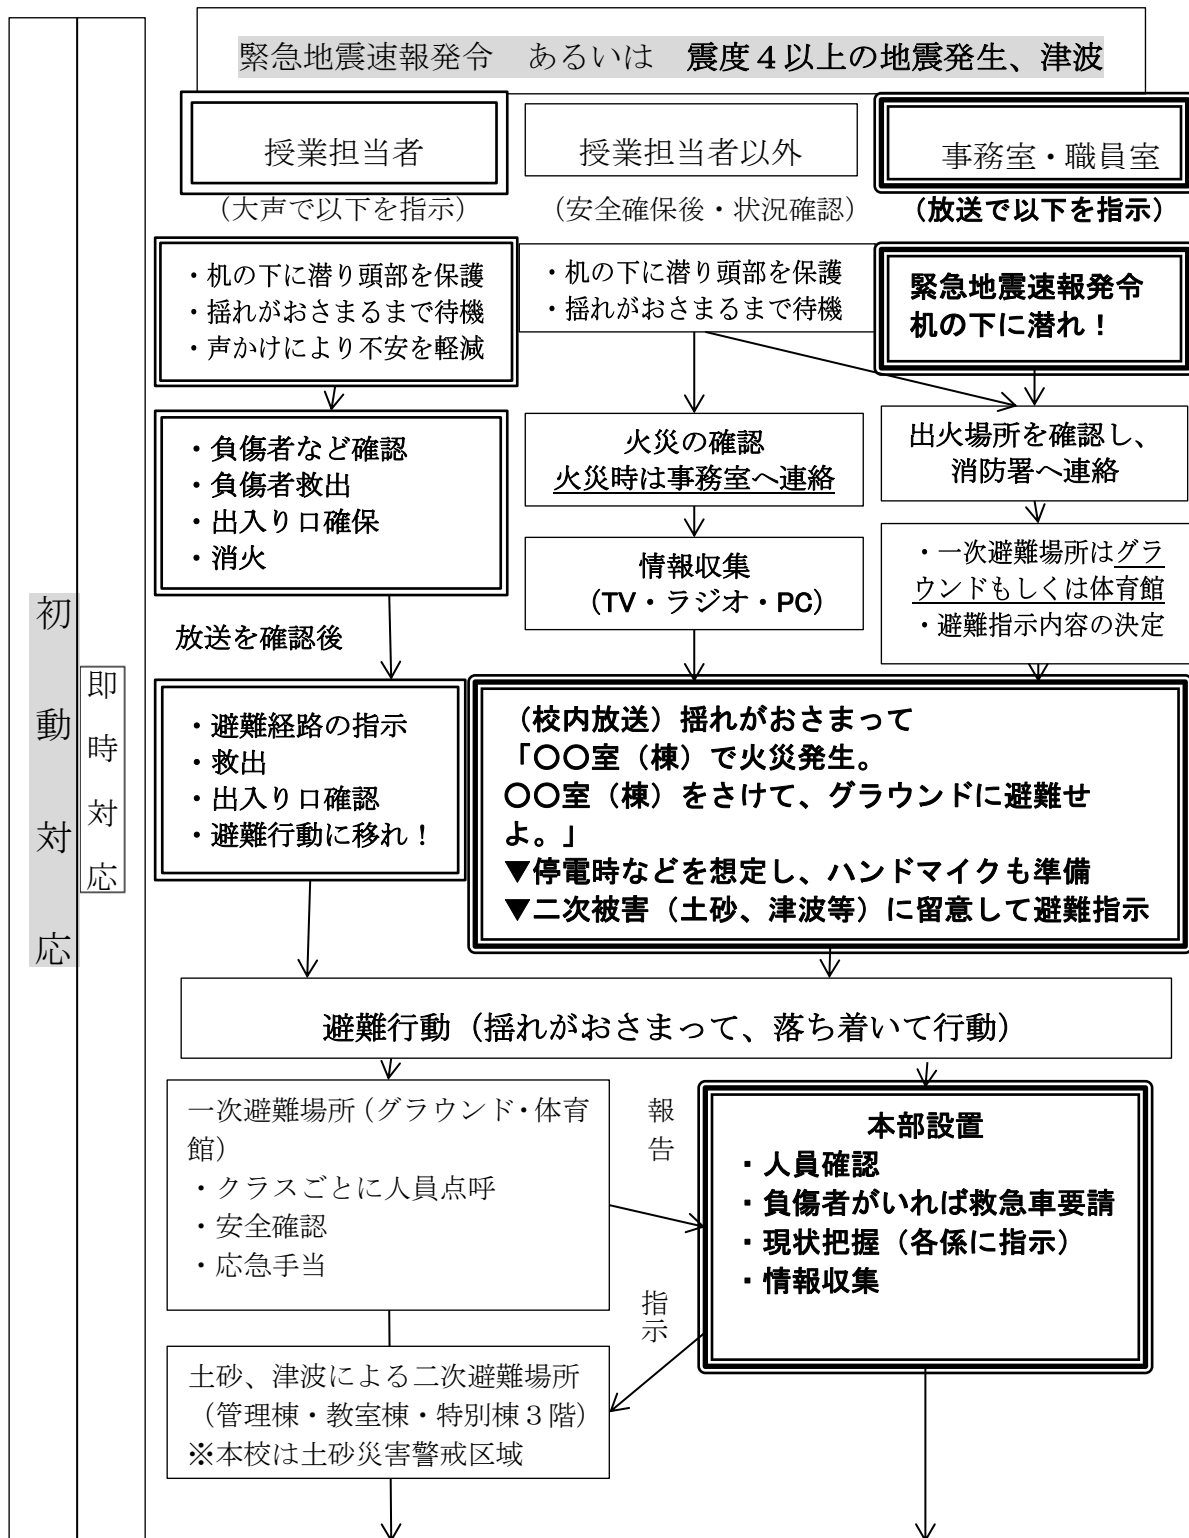 緊急地震速報発令　あるいは　震度４以上の地震発生、津波
授業担当者
（大声で以下を指示）
授業担当者以外
（安全確保後・状況確認）
事務室・職員室
（放送で以下を指示）
・机の下に潜り頭部を保護
・揺れがおさまるまで待機
・声かけにより不安を軽減
・机の下に潜り頭部を保護
・揺れがおさまるまで待機
緊急地震速報発令
机の下に潜れ！
・負傷者など確認
・負傷者救出
・出入り口確保
・消火
火災の確認
火災時は事務室へ連絡
出火場所を確認し、
消防署へ連絡
情報収集
（TV・ラジオ・PC）
・一次避難場所はグラ
ウンドもしくは体育館
・避難指示内容の決定
初動対応
即時対応
放送を確認後
・避難経路の指示
・救出
・出入り口確認
・避難行動に移れ！
（校内放送）揺れがおさまって
「〇〇室（棟）で火災発生。
〇〇室（棟）をさけて、グラウンドに避難せ
よ。」
▼停電時などを想定し、ハンドマイクも準備
▼二次被害（土砂、津波等）に留意して避難指示
避難行動（揺れがおさまって、落ち着いて行動）
一次避難場所（グラウンド・体育
館）
・クラスごとに人員点呼
・安全確認
・応急手当
報告
本部設置
・人員確認
・負傷者がいれば救急車要請
・現状把握（各係に指示）
・情報収集
指示
土砂、津波による二次避難場所
（管理棟・教室棟・特別棟３階）
※本校は土砂災害警戒区域